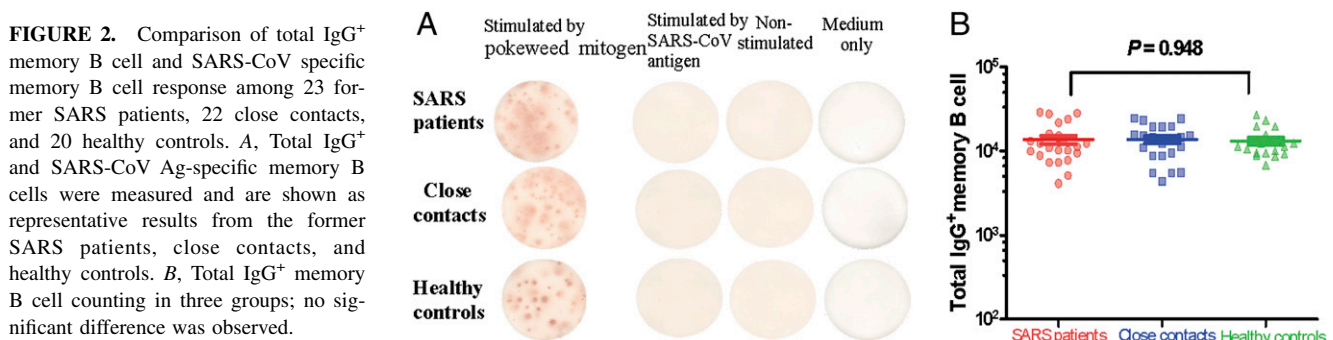 FIGURE 2. Comparison of total IgG+
memory B cell and SARS-CoV specific
memory B cell response among 23 for-
mer SARS patients, 22 close contacts,
and 20 healthy controls. A, Total IgG+
and SARS-CoV Ag-specific memory B
cells were measured and are shown as
representative results from the former
SARS patients, close contacts, and
healthy controls. B, Total IgG+ memory
B cell counting in three groups; no sig-
nificant difference was observed.
A
Stimulated by
pokeweed mitogen
Stimulated by
SARS-CoV
antigen
Non-
stimulated
Medium
only
SARS
patients
Close
contacts
Healthy
controls
B
P = 0.948
Total IgG+memory B cell
10^5
10^4
10^3
10^2
SARS patients Close contacts Healthy controls